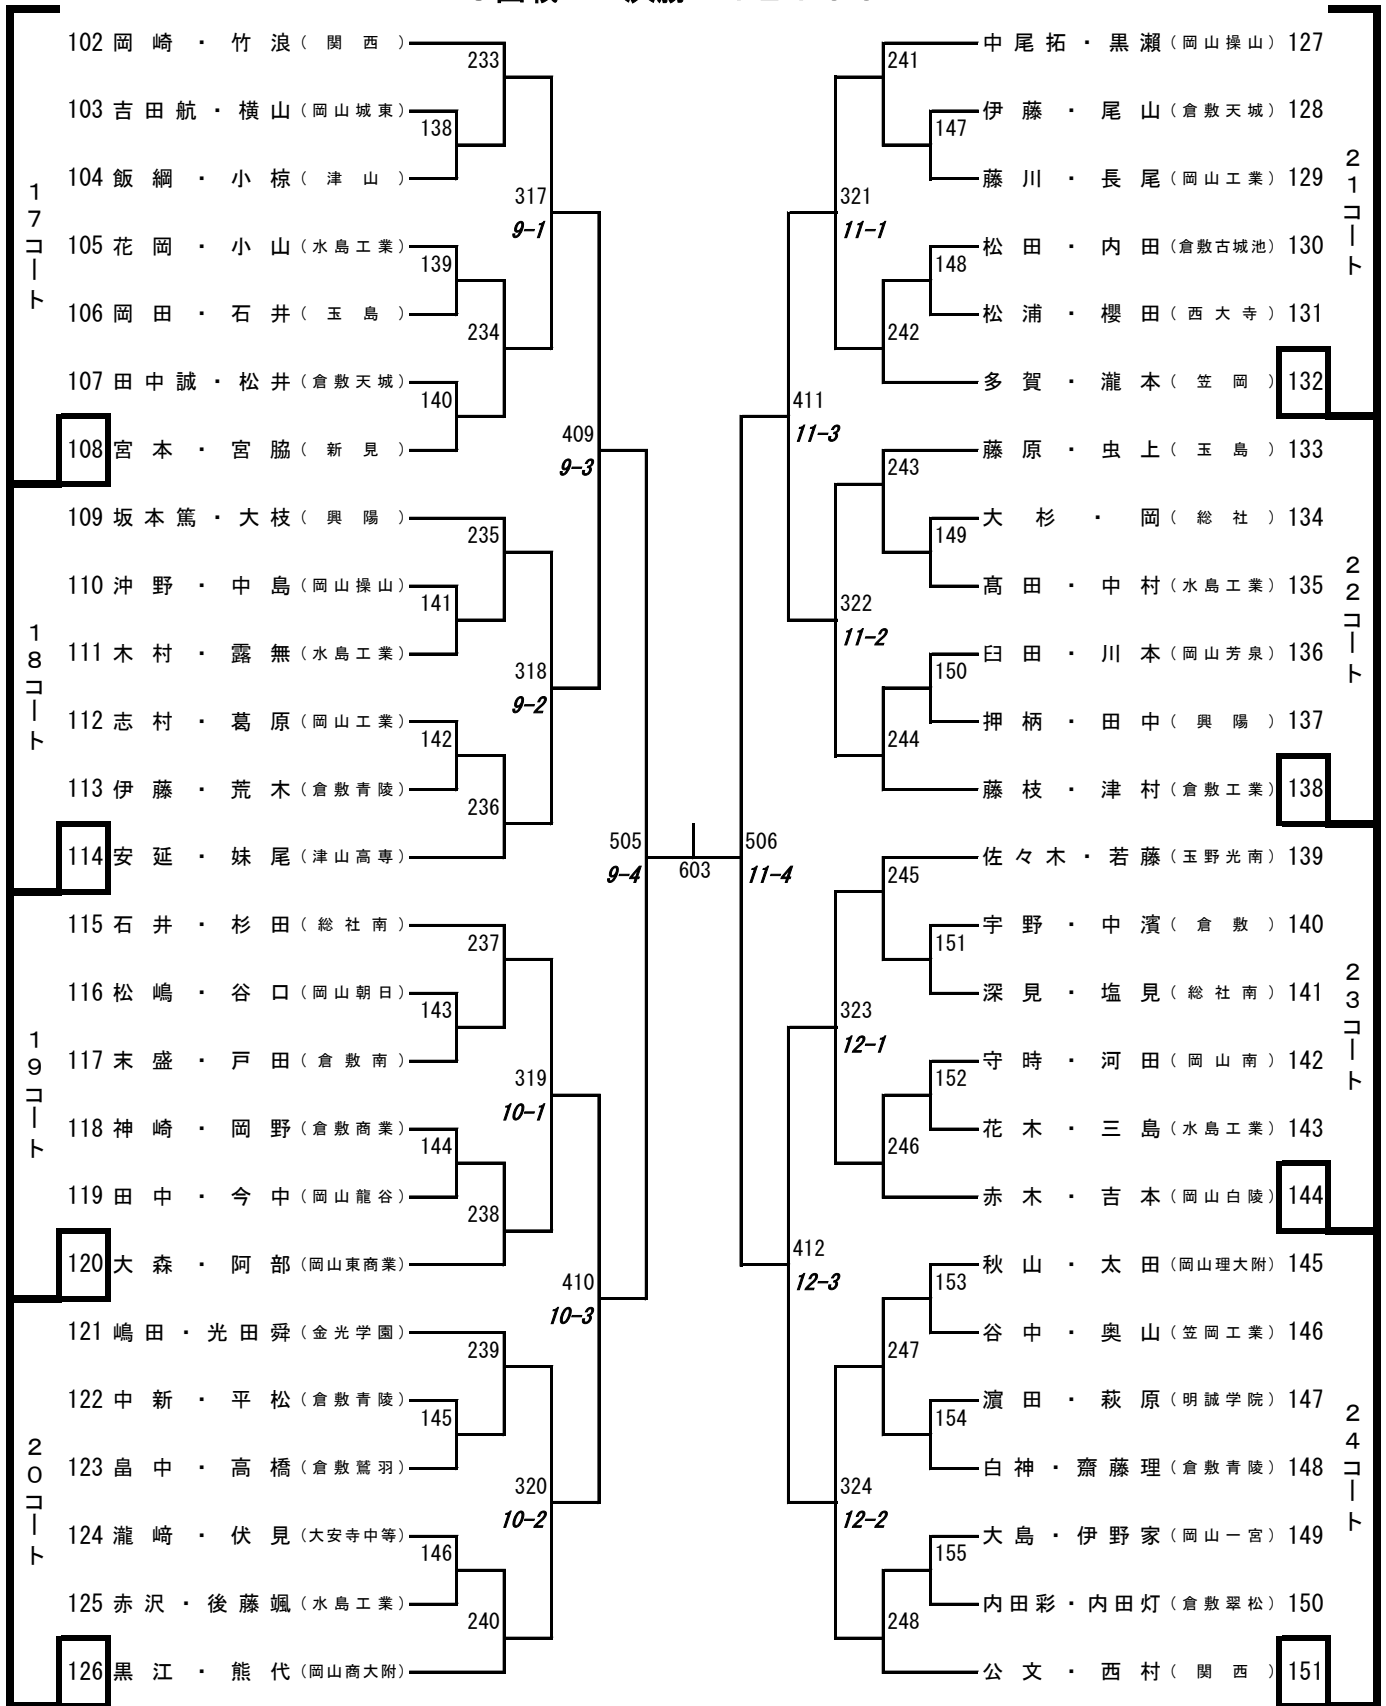 102 岡崎・竹浪（関西）
103 吉田航・横山（岡山城東）
104 飯綱・小椋（津山）
105 花岡・小山（水島工業）
106 岡田・石井（玉島）
107 田中誠・松井（倉敷天城）
108 宮本・宮脇（新見）
109 坂本篤・大枝（興陽）
110 沖野・中島（岡山操山）
111 木村・露無（水島工業）
112 志村・葛原（岡山工業）
113 伊藤・荒木（倉敷青陵）
114 安延・妹尾（津山高専）
115 石井・杉田（総社南）
116 松嶋・谷口（岡山朝日）
117 末盛・戸田（倉敷南）
118 神崎・岡野（倉敷商業）
119 田中・今中（岡山龍谷）
120 大森・阿部（岡山東商業）
121 嶋田・光田舜（金光学園）
122 中新・平松（倉敷青陵）
123 畠中・高橋（倉敷鷲羽）
124 瀧﨑・伏見（大安寺中等）
125 赤沢・後藤颯（水島工業）
126 黒江・熊代（岡山商大附）
17コート
18コート
19コート
20コート
138
139
140
141
142
143
144
145
146
233
234
235
236
237
238
239
240
317
9-1
318
9-2
319
10-1
320
10-2
409
9-3
410
10-3
505
9-4
603
506
11-4
411
11-3
412
12-3
321
11-1
322
11-2
323
12-1
324
12-2
241
242
243
244
245
246
247
248
147
148
149
150
151
152
153
154
155
中尾拓・黒瀬（岡山操山）127
伊藤・尾山（倉敷天城）128
藤川・長尾（岡山工業）129
松田・内田（倉敷古城池）130
松浦・櫻田（西大寺）131
多賀・瀧本（笠岡）132
藤原・虫上（玉島）133
大杉・岡（総社）134
髙田・中村（水島工業）135
臼田・川本（岡山芳泉）136
押柄・田中（興陽）137
藤枝・津村（倉敷工業）138
佐々木・若藤（玉野光南）139
宇野・中濱（倉敷）140
深見・塩見（総社南）141
守時・河田（岡山南）142
花木・三島（水島工業）143
赤木・吉本（岡山白陵）144
秋山・太田（岡山理大附）145
谷中・奥山（笠岡工業）146
濵田・萩原（明誠学院）147
白神・齋藤理（倉敷青陵）148
大島・伊野家（岡山一宮）149
内田彩・内田灯（倉敷翠松）150
公文・西村（関西）151
21コート
22コート
23コート
24コート